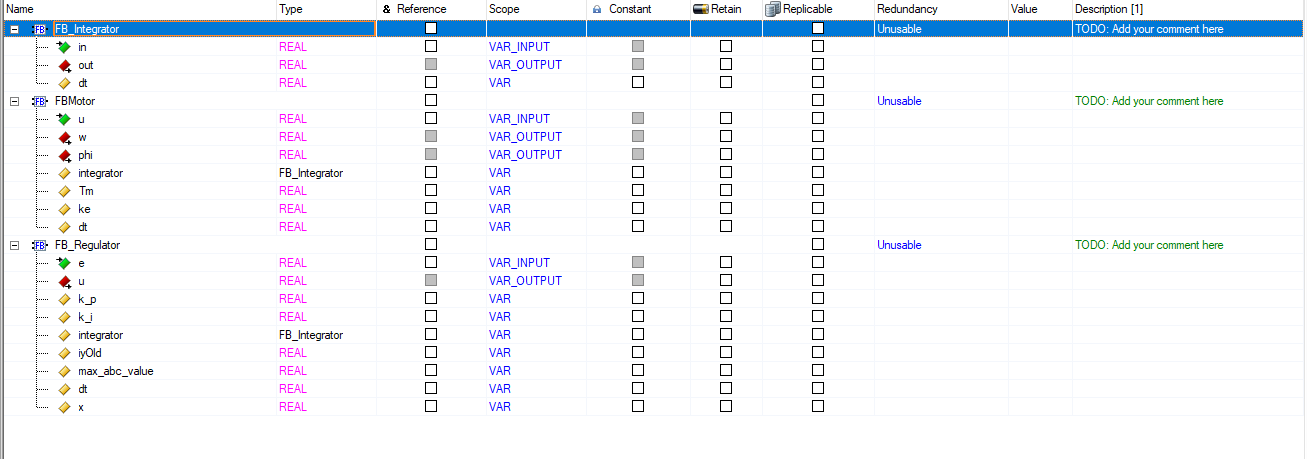 Name Type & Reference Scope Constant Retain Replicable Redundancy Value Description [1]
FB FB_Integrator Unusable TODO: Add your comment here
in REAL VAR_INPUT
out REAL VAR_OUTPUT
dt REAL VAR
FB FBMotor Unusable TODO: Add your comment here
u REAL VAR_INPUT
w REAL VAR_OUTPUT
phi REAL VAR_OUTPUT
integrator FB_Integrator VAR
Tm REAL VAR
ke REAL VAR
dt REAL VAR
FB FB_Regulator Unusable TODO: Add your comment here
e REAL VAR_INPUT
u REAL VAR_OUTPUT
k_p REAL VAR
k_i REAL VAR
integrator FB_Integrator VAR
iyOld REAL VAR
max_abc_value REAL VAR
dt REAL VAR
x REAL VAR